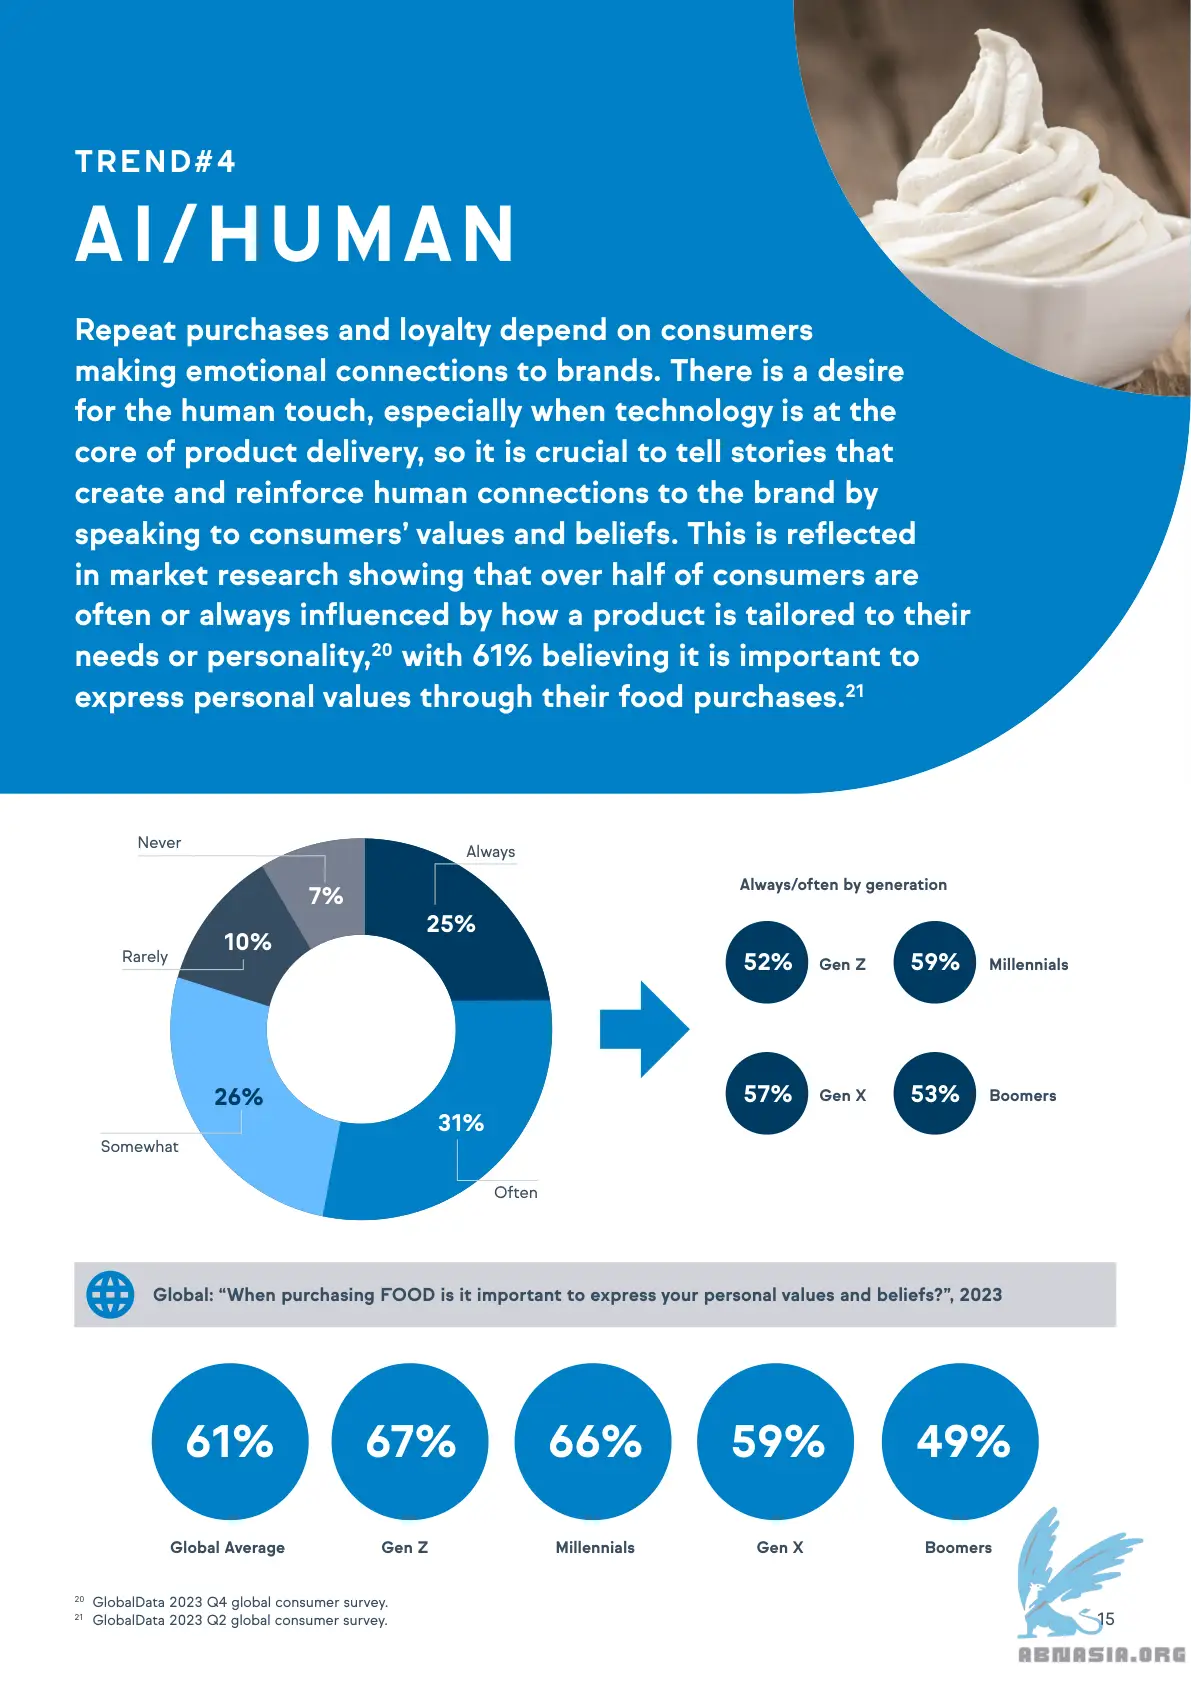 TREND#4
AI/HUMAN
Repeat purchases and loyalty depend on consumers
making emotional connections to brands. There is a desire
for the human touch, especially when technology is at the
core of product delivery, so it is crucial to tell stories that
create and reinforce human connections to the brand by
speaking to consumers’ values and beliefs. This is reflected
in market research showing that over half of consumers are
often or always influenced by how a product is tailored to their
needs or personality,20 with 61% believing it is important to
express personal values through their food purchases.21
Never
Always
7%
25%
10%
Rarely
26%
Somewhat
31%
Often
Always/often by generation
52% Gen Z 59% Millennials
57% Gen X 53% Boomers
Global: “When purchasing FOOD is it important to express your personal values and beliefs?”, 2023
61% 67% 66% 59% 49%
Global Average Gen Z Millennials Gen X Boomers
20 GlobalData 2023 Q4 global consumer survey.
21 GlobalData 2023 Q2 global consumer survey.
15
ABNASIA.ORG